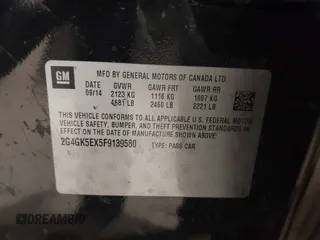 GM
MFD BY GENERAL MOTORS OF CANADA LTD.
DATE GVWR GAWR FRT GAWR RR
09/14 2123 KG 1116 KG 1007 KG
4681 LB 2460 LB 2221 LB
THIS VEHICLE CONFORMS TO ALL APPLICABLE U.S. FEDERAL MOTOR
VEHICLE SAFETY, BUMPER, AND THEFT PREVENTION STANDARDS
IN EFFECT ON THE DATE OF MANUFACTURE SHOWN ABOVE.
2G4GK5EX5F9139580 TYPE: PASS CAR
DREAMBID